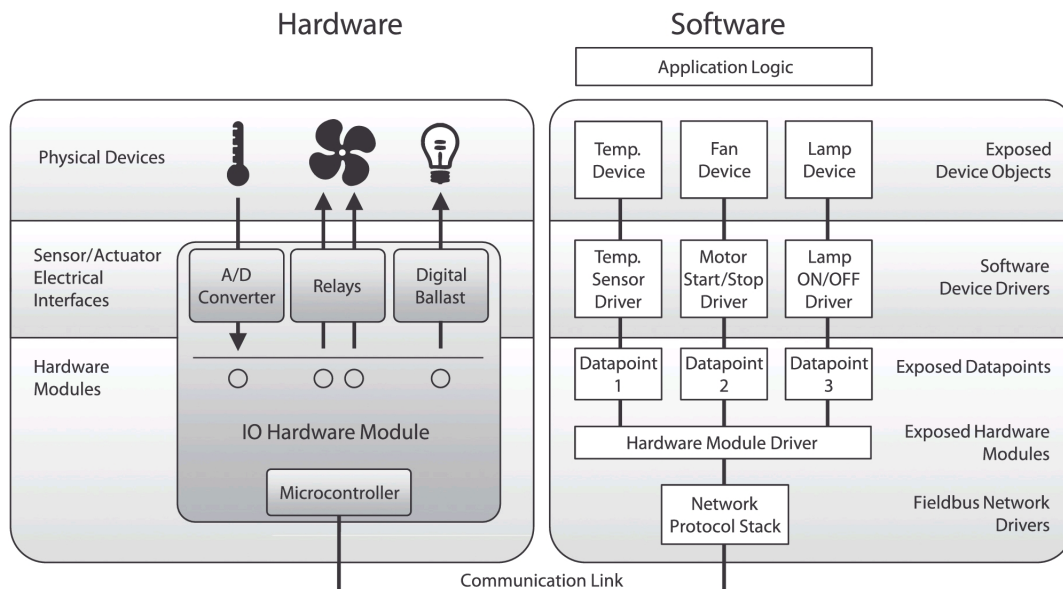 Hardware
Software
Application Logic
Physical Devices
Temp.
Device
Fan
Device
Lamp
Device
Exposed
Device Objects
Sensor/Actuator
Electrical
Interfaces
A/D
Converter
Relays
Digital
Ballast
Temp.
Sensor
Driver
Motor
Start/Stop
Driver
Lamp
ON/OFF
Driver
Software
Device Drivers
Hardware
Modules
IO Hardware Module
Microcontroller
Datapoint
1
Datapoint
2
Datapoint
3
Exposed Datapoints
Hardware Module Driver
Exposed Hardware
Modules
Network
Protocol Stack
Fieldbus Network
Drivers
Communication Link